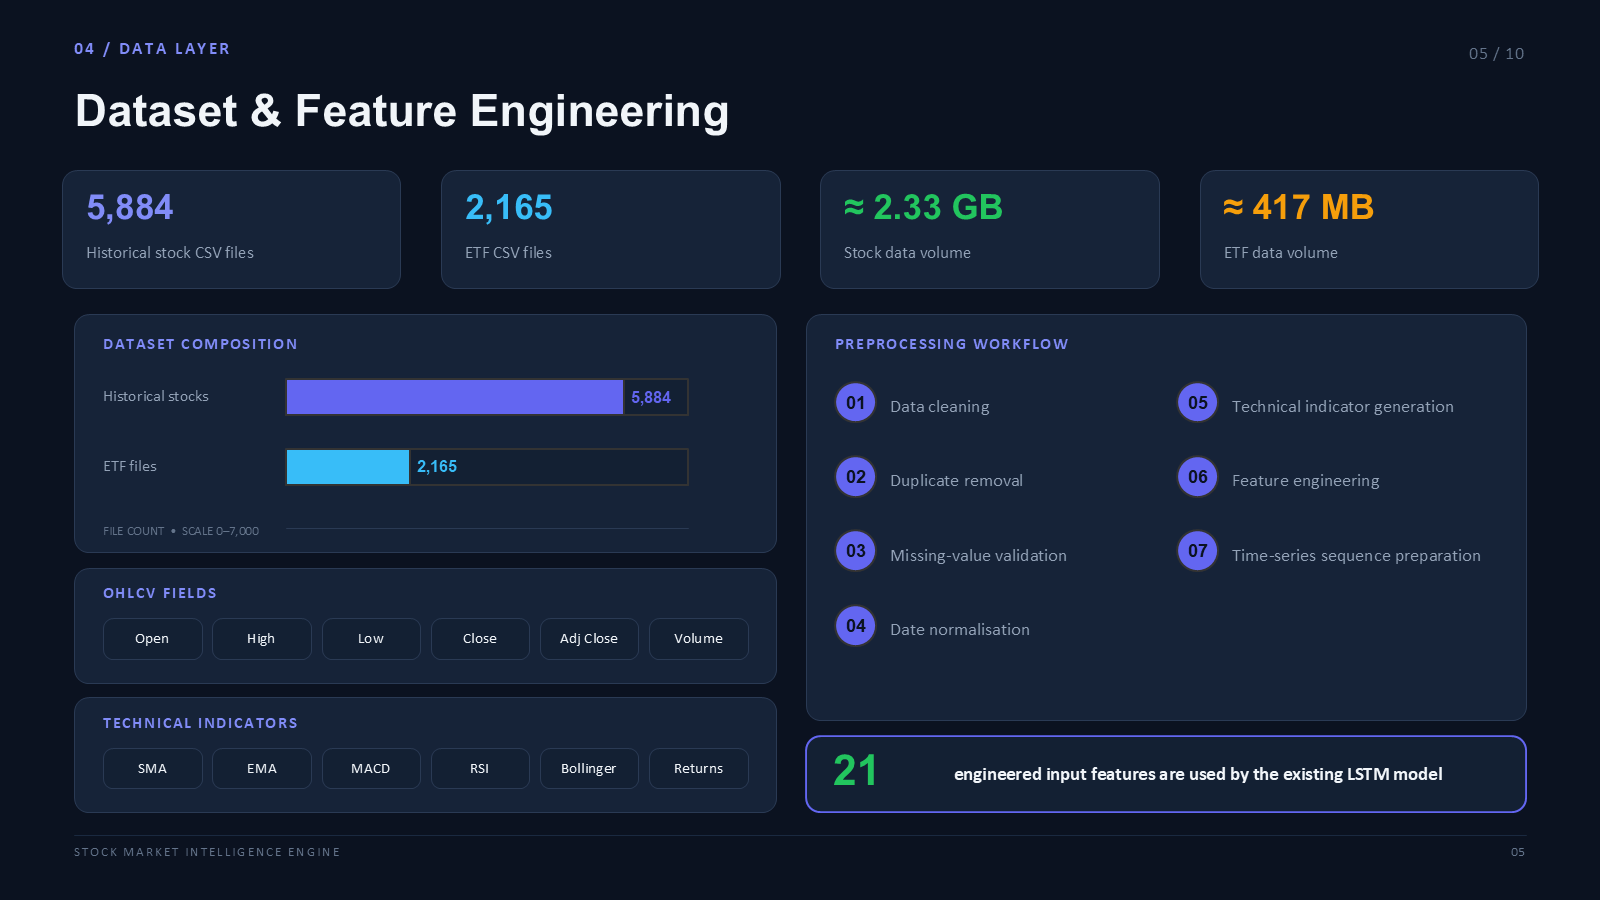 04 / DATA LAYER
05 / 10
Dataset & Feature Engineering
5,884
Historical stock CSV files
2,165
ETF CSV files
≈ 2.33 GB
Stock data volume
≈ 417 MB
ETF data volume
DATASET COMPOSITION
Historical stocks
5,884
ETF files
2,165
FILE COUNT • SCALE 0–7,000
OHLCV FIELDS
Open
High
Low
Close
Adj Close
Volume
TECHNICAL INDICATORS
SMA
EMA
MACD
RSI
Bollinger
Returns
PREPROCESSING WORKFLOW
01 Data cleaning
02 Duplicate removal
03 Missing-value validation
04 Date normalisation
05 Technical indicator generation
06 Feature engineering
07 Time-series sequence preparation
21 engineered input features are used by the existing LSTM model
STOCK MARKET INTELLIGENCE ENGINE
05